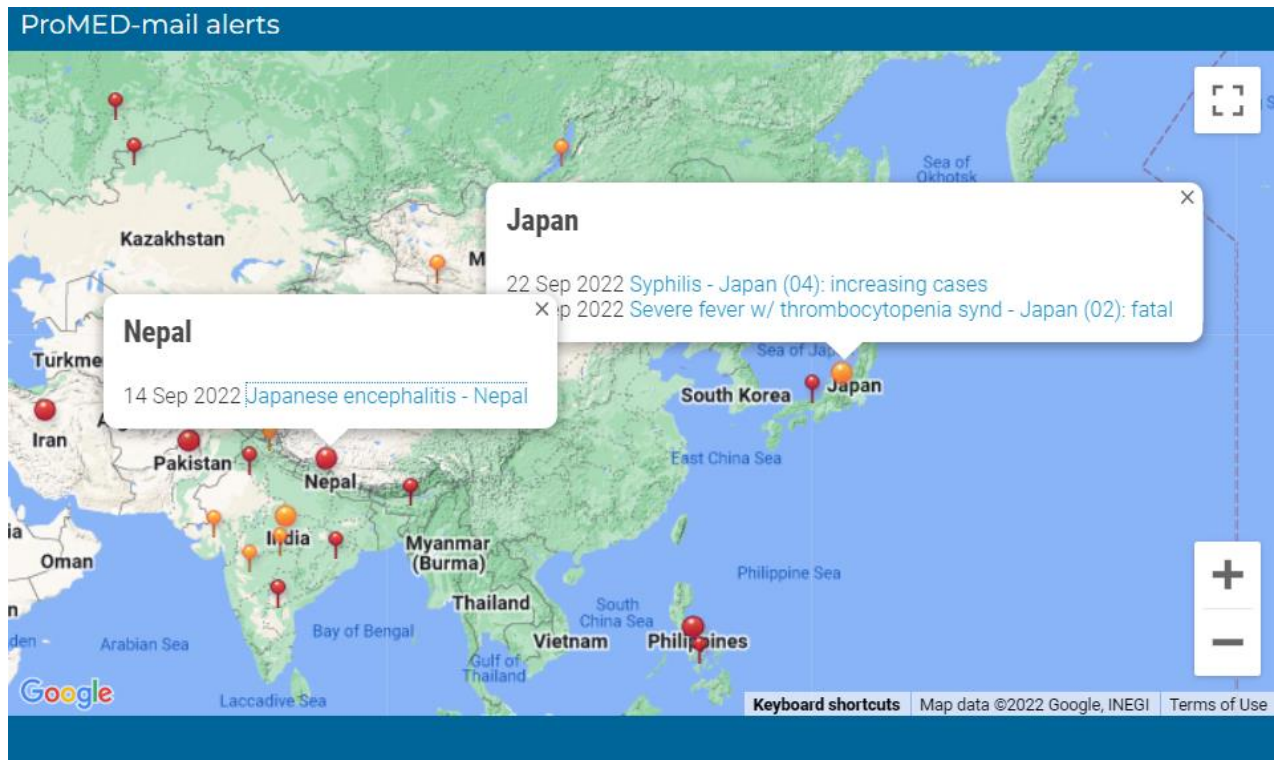 ProMED-mail alerts
Sea of
Okhotsk
Japan
22 Sep 2022 Syphilis - Japan (04): increasing cases
p 2022 Severe fever w/ thrombocytopenia synd - Japan (02): fatal
Kazakhstan
M
Nepal
14 Sep 2022 Japanese encephalitis - Nepal
Turkme
Sea of Jap
South Korea
Japan
Iran
A
Pakistan
Nepal
East China Sea
ia
India
Oman
Myanmar
(Burma)
Philippine Sea
n
Thailand
South
China Sea
den
Arabian Sea
Bay of Bengal
Vietnam
Philippines
Gulf of
Thailand
Google
Laccadive Sea
Keyboard shortcuts
Map data ©2022 Google, INEGI
Terms of Use